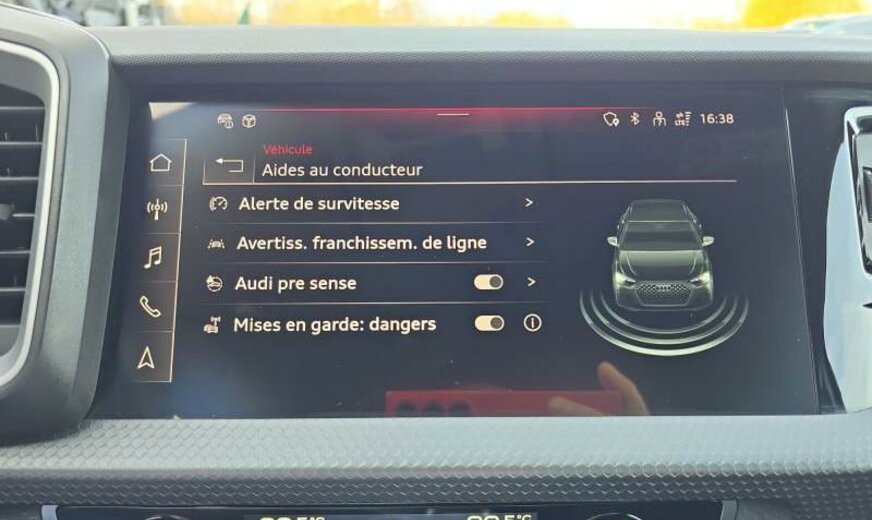 16:38
Véhicule
Aides au conducteur
Alerte de survitesse
Avertiss. franchissem. de ligne
Audi pre sense
Mises en garde: dangers